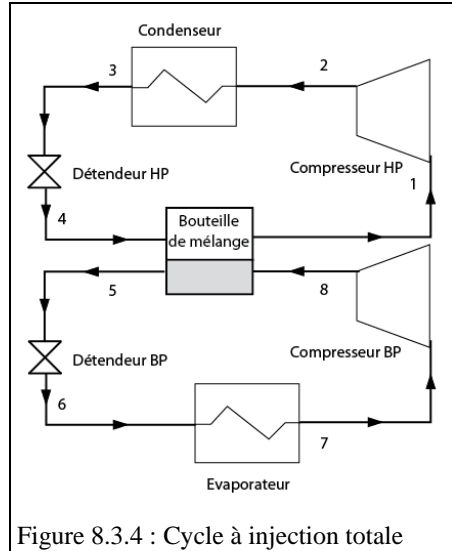 Condenseur
3
2
Détendeur HP
Compresseur HP
1
4
Bouteille
de mélange
5
8
Détendeur BP
Compresseur BP
6
7
Evaporateur
Figure 8.3.4 : Cycle à injection totale